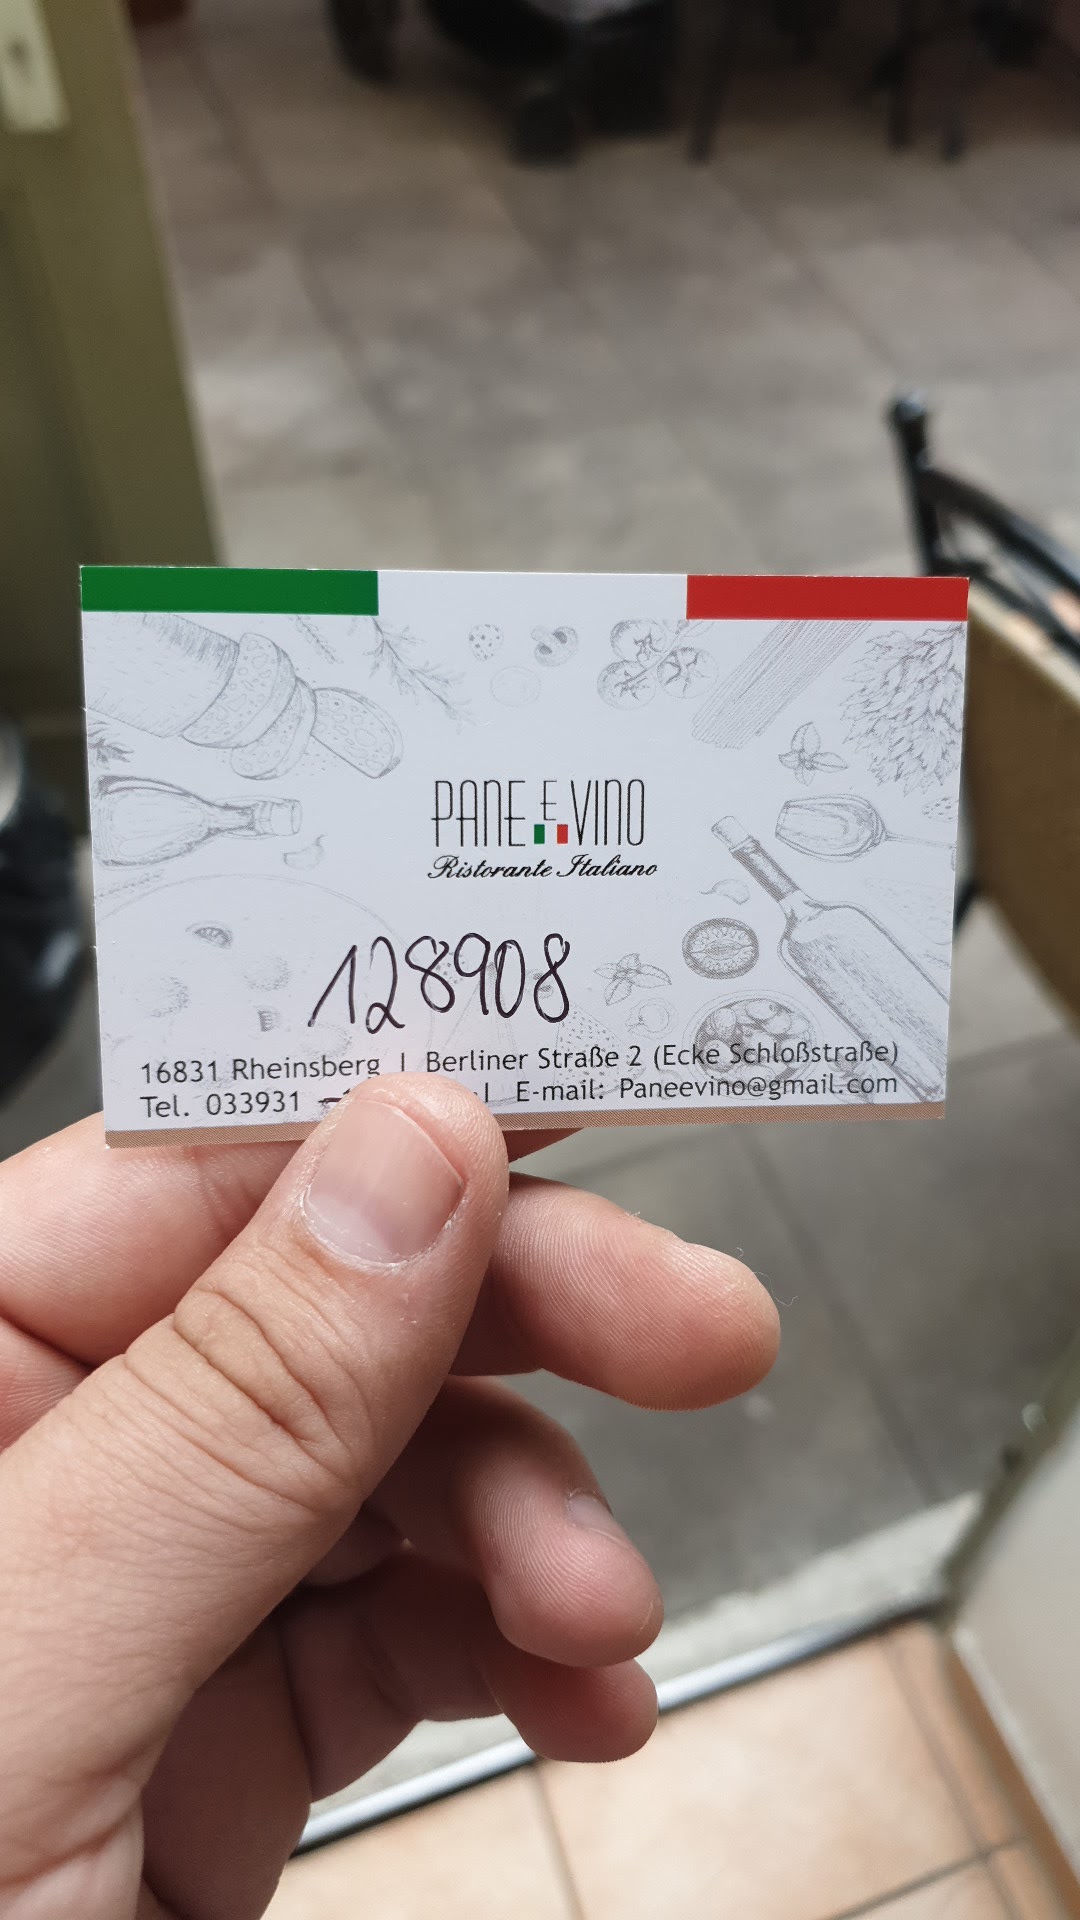 PANE E VINO
Ristorante Italiano
128908
16831 Rheinsberg | Berliner Straße 2 (Ecke Schloßstraße)
Tel. 033931 | E-mail: Paneevino@gmail.com